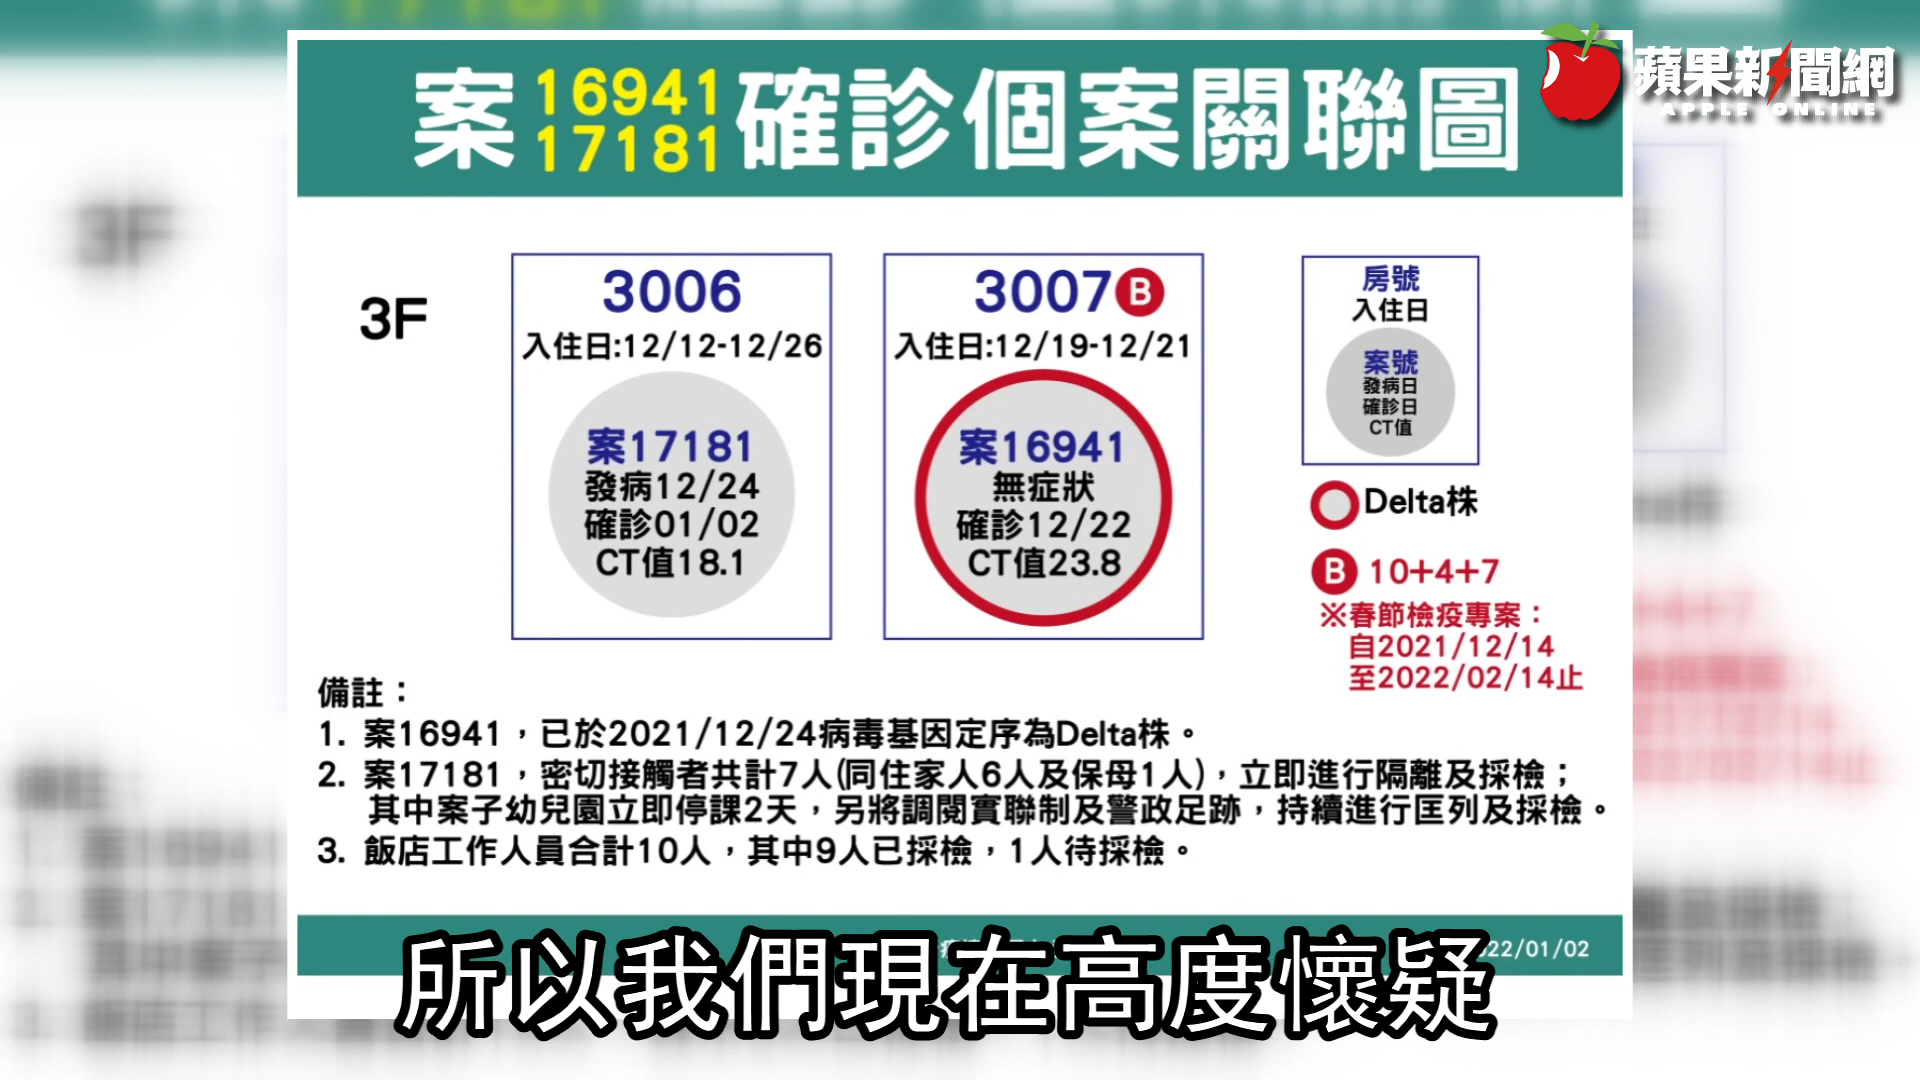 案16941
17181確診個案關聯圖
蘋果新聞網
APPLE ONLINE
3F
3006
入住日:12/12-12/26
案17181
發病12/24
確診01/02
CT值18.1
3007 B
入住日:12/19-12/21
案16941
無症狀
確診12/22
CT值23.8
房號
入住日
案號
發病日
確診日
CT值
Delta株
B 10+4+7
※春節檢疫專案：
自2021/12/14
至2022/02/14止
備註：
1. 案16941，已於2021/12/24病毒基因定序為Delta株。
2. 案17181，密切接觸者共計7人(同住家人6人及保母1人)，立即進行隔離及採檢；
其中案子幼兒園立即停課2天，另將調閱實聯制及警政足跡，持續進行匡列及採檢。
3. 飯店工作人員合計10人，其中9人已採檢，1人待採檢。
22/01/02
所以我們現在高度懷疑